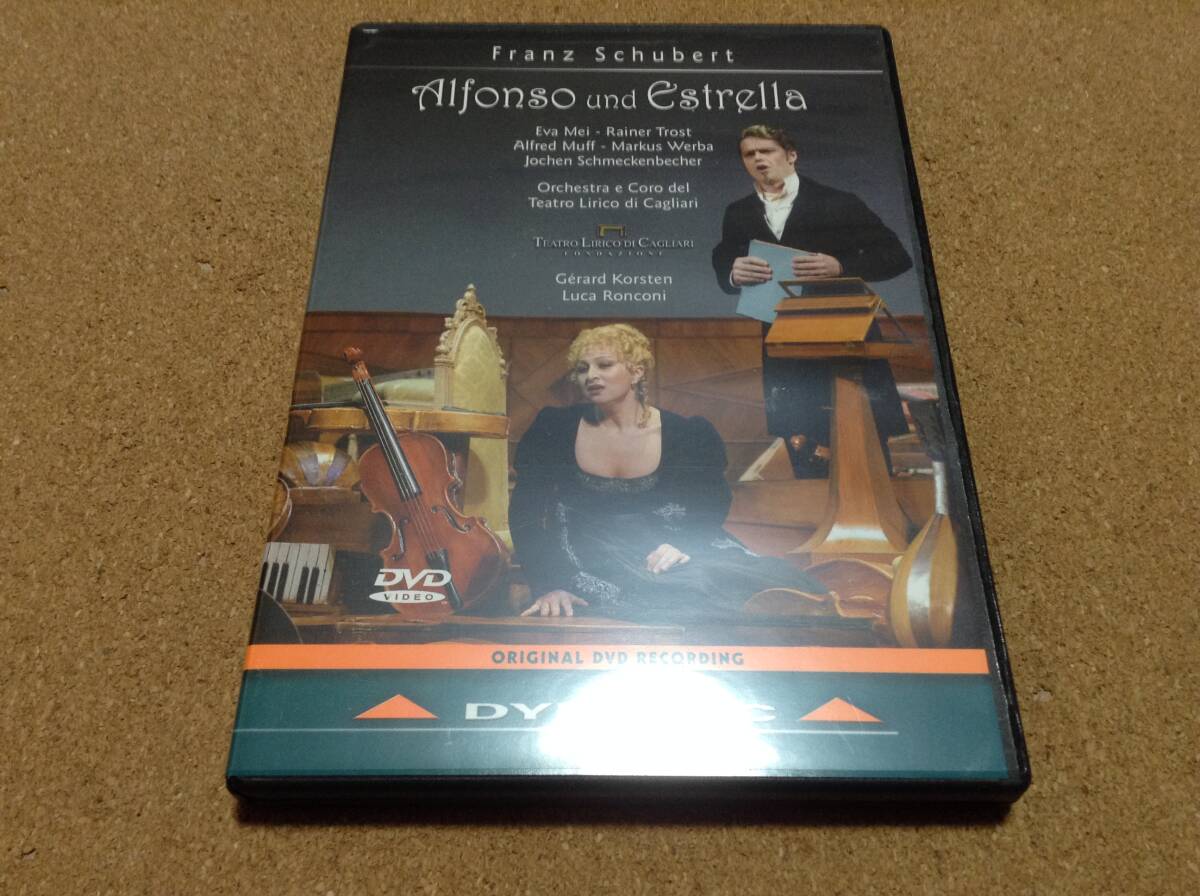 Franz Schubert
Alfonso und Estrella
Eva Mei - Rainer Trost
Alfred Muff - Markus Werba
Jochen Schmeckenbecher
Orchestra e Coro del
Teatro Lirico di Cagliari
TEATRO LIRICO DI CAGLIARI
FONDAZIONE
Gérard Korsten
Luca Ronconi
DVD
VIDEO
ORIGINAL DVD RECORDING